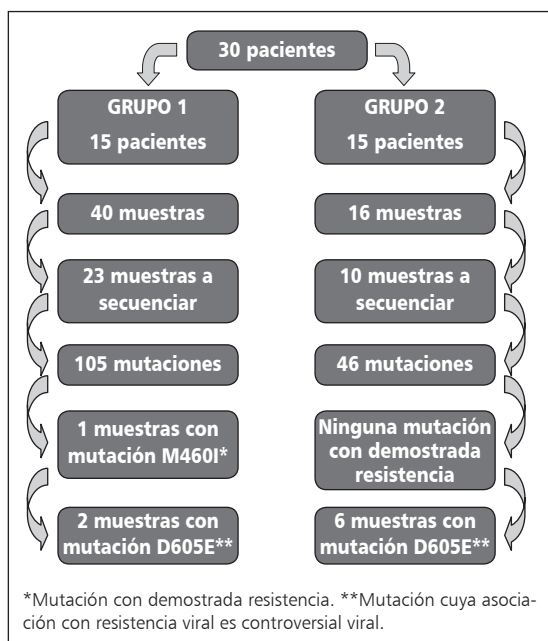 30 pacientes
GRUPO 1
15 pacientes
GRUPO 2
15 pacientes
40 muestras
16 muestras
23 muestras a
secuenciar
10 muestras a
secuenciar
105 mutaciones
46 mutaciones
1 muestras con
mutación M460I*
Ninguna mutación
con demostrada
resistencia
2 muestras con
mutación D605E**
6 muestras con
mutación D605E**
*Mutación con demostrada resistencia. **Mutación cuya asocia-
ción con resistencia viral es controversial viral.